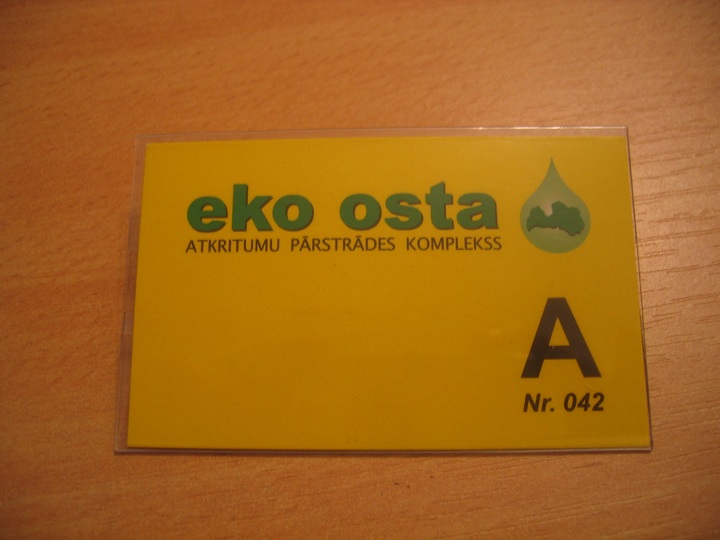 eko osta
ATKRITUMU PĀRSTRĀDES KOMPLEKSS
A
Nr. 042